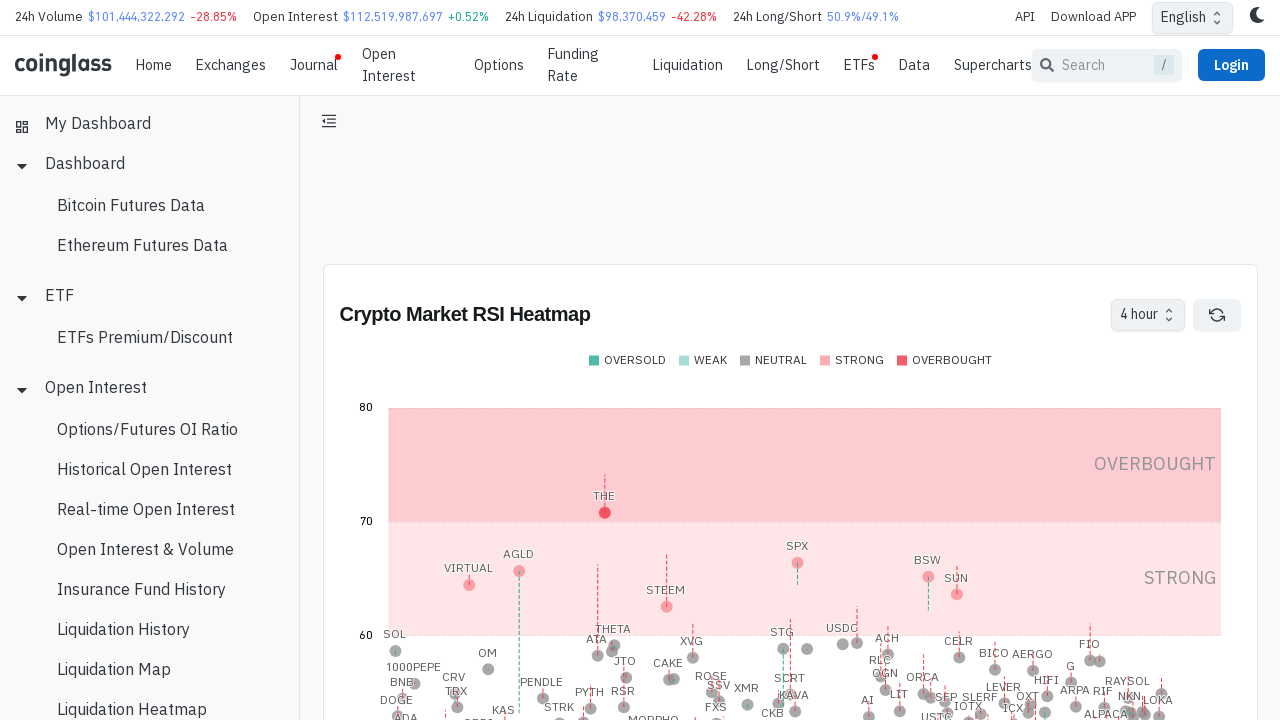 24h Volume $101,444,322,292 -28.85% Open Interest $112,519,987,697 +0.52% 24h Liquidation $98,370,459 -42.28% 24h Long/Short 50.9%/49.1% API Download APP English
coinglass Home Exchanges Journal Open Interest Options Funding Rate Liquidation Long/Short ETFs Data Supercharts Search / Login
My Dashboard
Dashboard
Bitcoin Futures Data
Ethereum Futures Data
ETF
ETFs Premium/Discount
Open Interest
Options/Futures OI Ratio
Historical Open Interest
Real-time Open Interest
Open Interest & Volume
Insurance Fund History
Liquidation History
Liquidation Map
Liquidation Heatmap
Crypto Market RSI Heatmap 4 hour
OVERSOLD WEAK NEUTRAL STRONG OVERBOUGHT
80
OVERBOUGHT
THE
70
SPX
AGLD
BSW
VIRTUAL
STRONG
SUN
STEEM
60
SOL
THETA
STG
USDC
ATA
XVG
ACH
CELR
FIO
BICO
AERGO
JTO
CAKE
RLC
1000PEPE
G
OGN
CRV
ROSE
SCRT
ORCA
BNB
PENDLE
HIFI
RAYSOL
SSV
XMR
LEVER
TRX
PYTH
RSR
ARPA
RIF
KAVA
LIT
SFP
SLERF
OXT
NKN
DOGE
AI
LOKA
STRK
FXS
IOTX
TCX
KAS
CKB
ALPACA
ADA
MORPHO
USTC